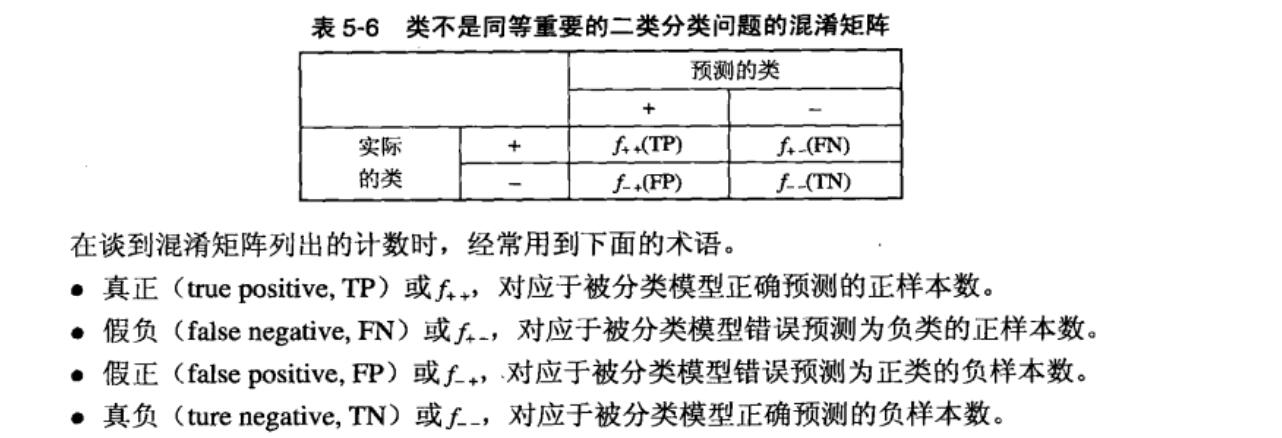 表 5-6 类不是同等重要的二类分类问题的混淆矩阵
预测的类
+ −
实际的类 + f₊₊(TP) f₊₋(FN)
− f₋₊(FP) f₋₋(TN)
在谈到混淆矩阵列出的计数时，经常用到下面的术语。
● 真正（true positive, TP）或f₊₊，对应于被分类模型正确预测的正样本数。
● 假负（false negative, FN）或f₊₋，对应于被分类模型错误预测为负类的正样本数。
● 假正（false positive, FP）或f₋₊，对应于被分类模型错误预测为正类的负样本数。
● 真负（ture negative, TN）或f₋₋，对应于被分类模型正确预测的负样本数。